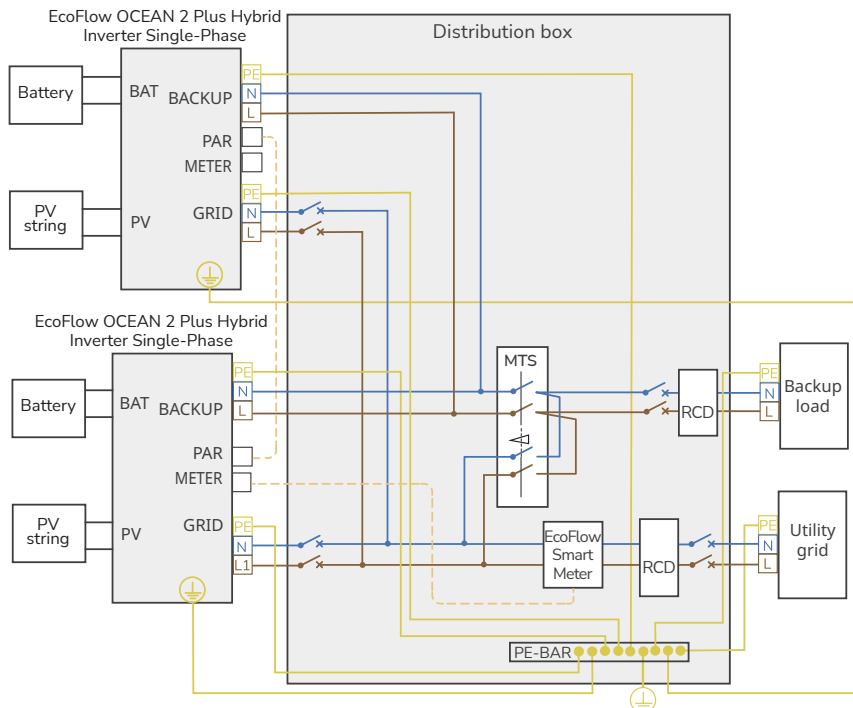 EcoFlow OCEAN 2 Plus Hybrid
Inverter Single-Phase
Distribution box
Battery
BAT
BACKUP
PE
N
L
PAR
METER
PV
string
PV
GRID
PE
N
L
EcoFlow OCEAN 2 Plus Hybrid
Inverter Single-Phase
Battery
BAT
BACKUP
PE
N
L
PAR
METER
PV
string
PV
GRID
PE
N
L1
MTS
RCD
PE
N
L
Backup
load
EcoFlow
Smart
Meter
RCD
PE
N
L
Utility
grid
PE-BAR